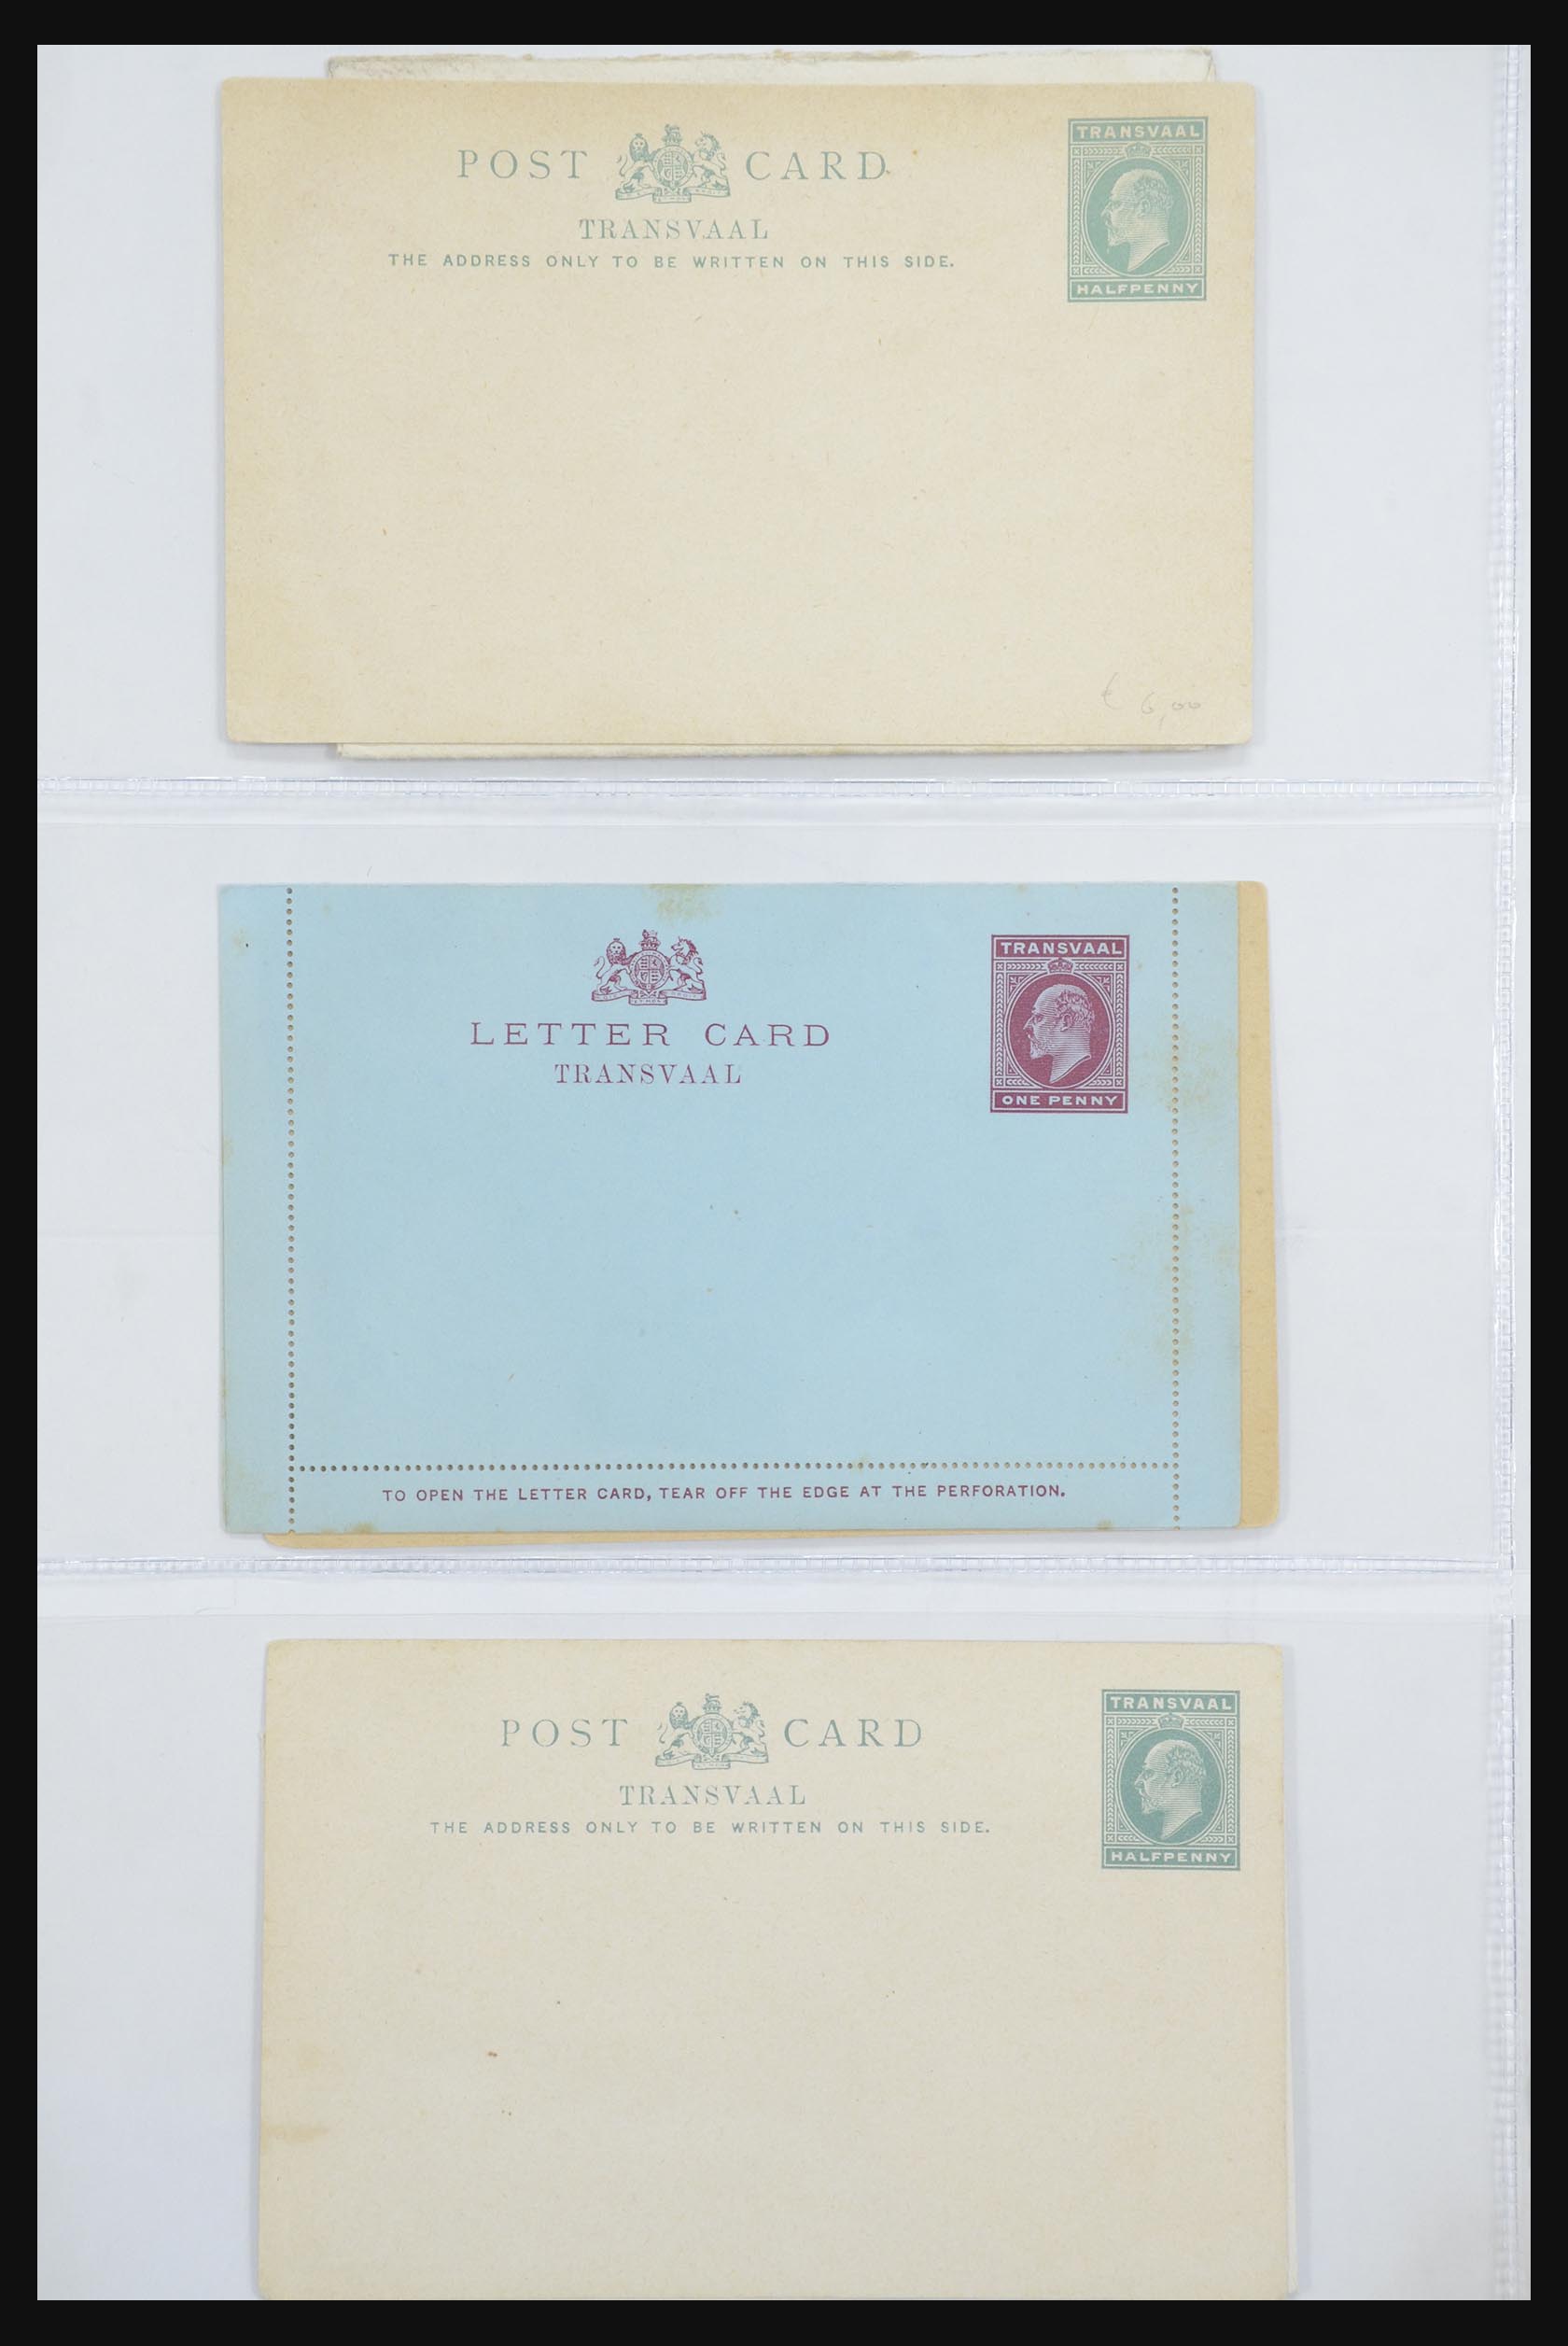 POST CARD.
TRANSVAAL
THE ADDRESS ONLY TO BE WRITTEN ON THIS SIDE.
TRANSVAAL
HALFPENNY
€ 6,00
LETTER CARD
TRANSVAAL
TRANSVAAL
ONE PENNY
TO OPEN THE LETTER CARD, TEAR OFF THE EDGE AT THE PERFORATION.
POST CARD
TRANSVAAL
THE ADDRESS ONLY TO BE WRITTEN ON THIS SIDE.
TRANSVAAL
HALFPENNY